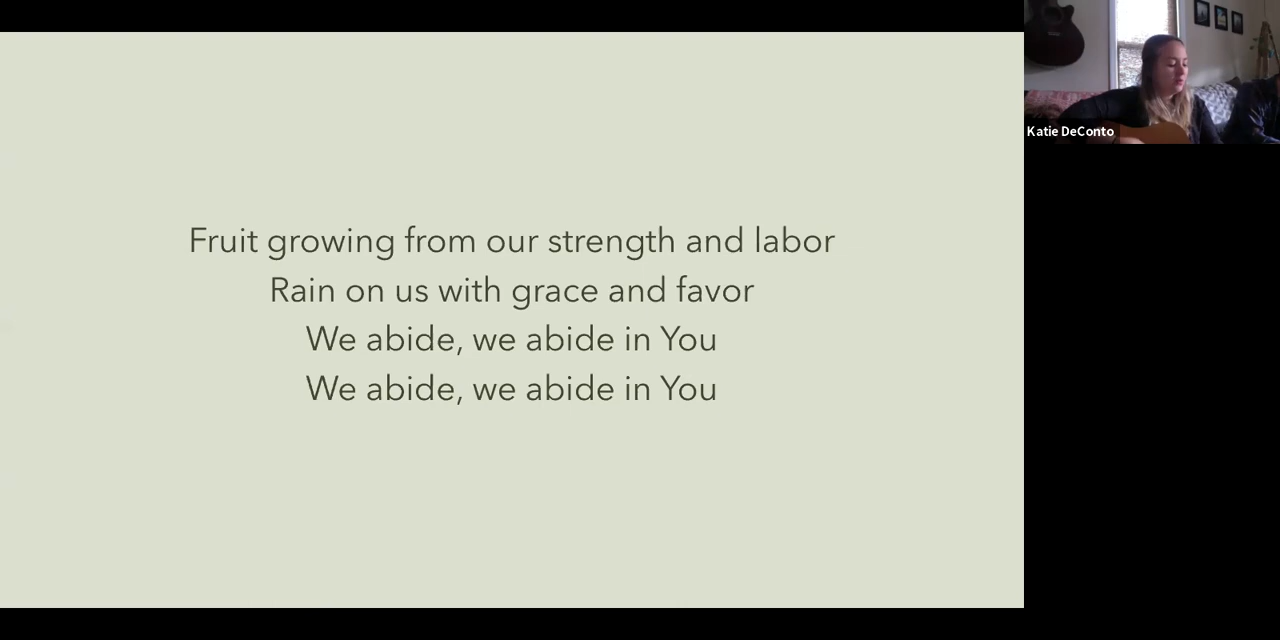 Fruit growing from our strength and labor
Rain on us with grace and favor
We abide, we abide in You
We abide, we abide in You
Katie DeConto